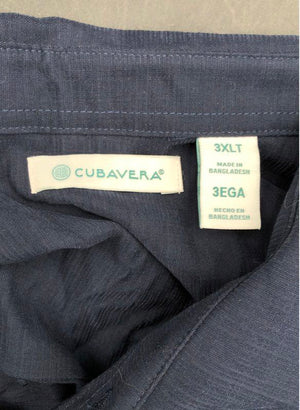 CUBAVERA®
3XLT
MADE IN
BANGLADESH
3EGA
HECHO EN
BANGLADESH